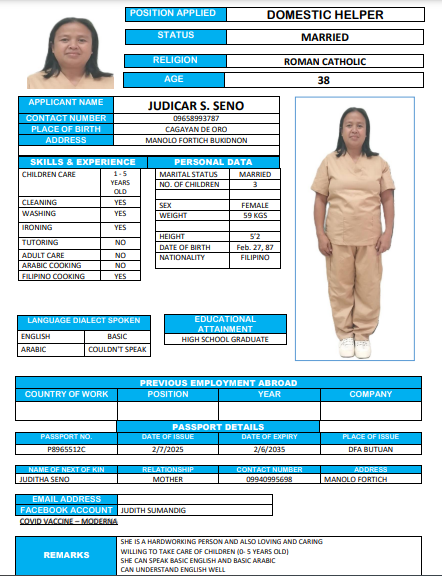 POSITION APPLIED DOMESTIC HELPER
STATUS MARRIED
RELIGION ROMAN CATHOLIC
AGE 38
APPLICANT NAME JUDICAR S. SENO
CONTACT NUMBER 09658993787
PLACE OF BIRTH CAGAYAN DE ORO
ADDRESS MANOLO FORTICH BUKIDNON
SKILLS & EXPERIENCE
CHILDREN CARE 1 - 5 YEARS OLD
CLEANING YES
WASHING YES
IRONING YES
TUTORING NO
ADULT CARE NO
ARABIC COOKING NO
FILIPINO COOKING YES
PERSONAL DATA
MARITAL STATUS MARRIED
NO. OF CHILDREN 3
SEX FEMALE
WEIGHT 59 KGS
HEIGHT 5'2
DATE OF BIRTH Feb. 27, 87
NATIONALITY FILIPINO
LANGUAGE DIALECT SPOKEN
ENGLISH BASIC
ARABIC COULDN'T SPEAK
EDUCATIONAL ATTAINMENT
HIGH SCHOOL GRADUATE
PREVIOUS EMPLOYMENT ABROAD
COUNTRY OF WORK POSITION YEAR COMPANY
PASSPORT DETAILS
PASSPORT NO. DATE OF ISSUE DATE OF EXPIRY PLACE OF ISSUE
P8965512C 2/7/2025 2/6/2035 DFA BUTUAN
NAME OF NEXT OF KIN RELATIONSHIP CONTACT NUMBER ADDRESS
JUDITHA SENO MOTHER 09940995698 MANOLO FORTICH
EMAIL ADDRESS
FACEBOOK ACCOUNT JUDITH SUMANDIG
COVID VACCINE – MODERNA
REMARKS
SHE IS A HARDWORKING PERSON AND ALSO LOVING AND CARING
WILLING TO TAKE CARE OF CHILDREN (0- 5 YEARS OLD)
SHE CAN SPEAK BASIC ENGLISH AND BASIC ARABIC
CAN UNDERSTAND ENGLISH WELL